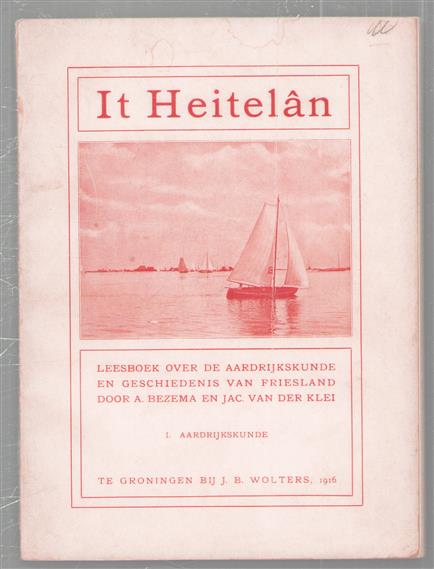 It Heitelân
LEESBOEK OVER DE AARDRIJKSKUNDE
EN GESCHIEDENIS VAN FRIESLAND
DOOR A. BEZEMA EN JAC. VAN DER KLEI
I. AARDRIJKSKUNDE
TE GRONINGEN BIJ J. B. WOLTERS, 1916